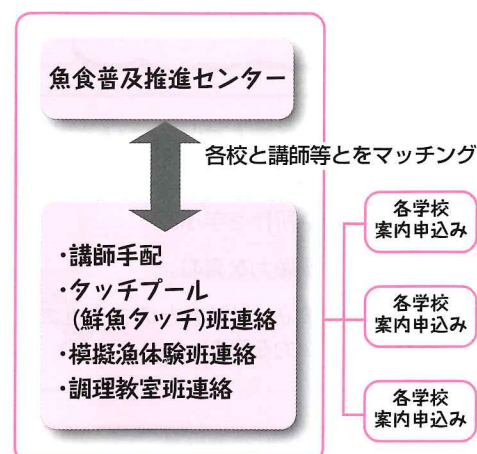 魚食普及推進センター
各校と講師等とをマッチング
・講師手配
・タッチプール
(鮮魚タッチ)班連絡
・模擬漁体験班連絡
・調理教室班連絡
各学校
案内申込み
各学校
案内申込み
各学校
案内申込み